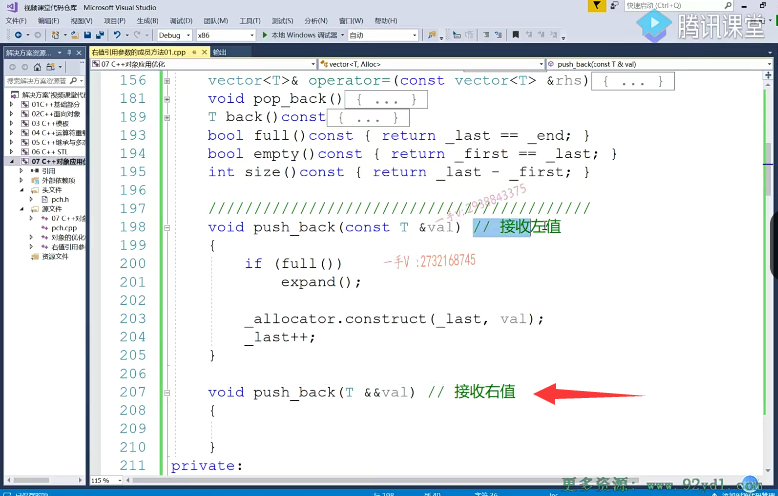 视频课堂代码仓库 - Microsoft Visual Studio
快速启动 (Ctrl+Q)
腾讯课堂
文件(F) 编辑(E) 视图(V) 项目(P) 生成(B) 调试(D) 团队(M) 工具(T) 测试(S) 分析(N) 窗口(W) 帮助(H)
Debug x86 本地 Windows 调试器 自动
解决方案资源...
右值引用参数的成员方法01.cpp 输出
07 C++对象应用优化 vector<T, Alloc> push_back(const T & val)
搜索解决方案资源管
解决方案"视频课堂代
01C++基础部分
02C++面向对象
03 C++模板
04 C++运算符重
05 C++继承与多态
06 C++ STL
07 C++对象应用优
引用
外部依赖项
头文件
pch.h
源文件
07 C++对象
pch.cpp
对象的优化
右值引用参
资源文件
156 vector<T>& operator=(const vector<T> &rhs){ ... }
181 void pop_back(){ ... }
189 T back()const{ ... }
193 bool full()const { return _last == _end; }
194 bool empty()const { return _first == _last; }
195 int size()const { return _last - _first; }
196
197 //////////////////////////////////////////
198 void push_back(const T &val) // 接收左值
199 {
200 if (full())
201 expand();
202
203 _allocator.construct(_last, val);
204 _last++;
205 }
206
207 void push_back(T &&val) // 接收右值
208 {
209
210 }
211 private:
一手V :2732168745
115 %
更多资源: www.92xdl.com